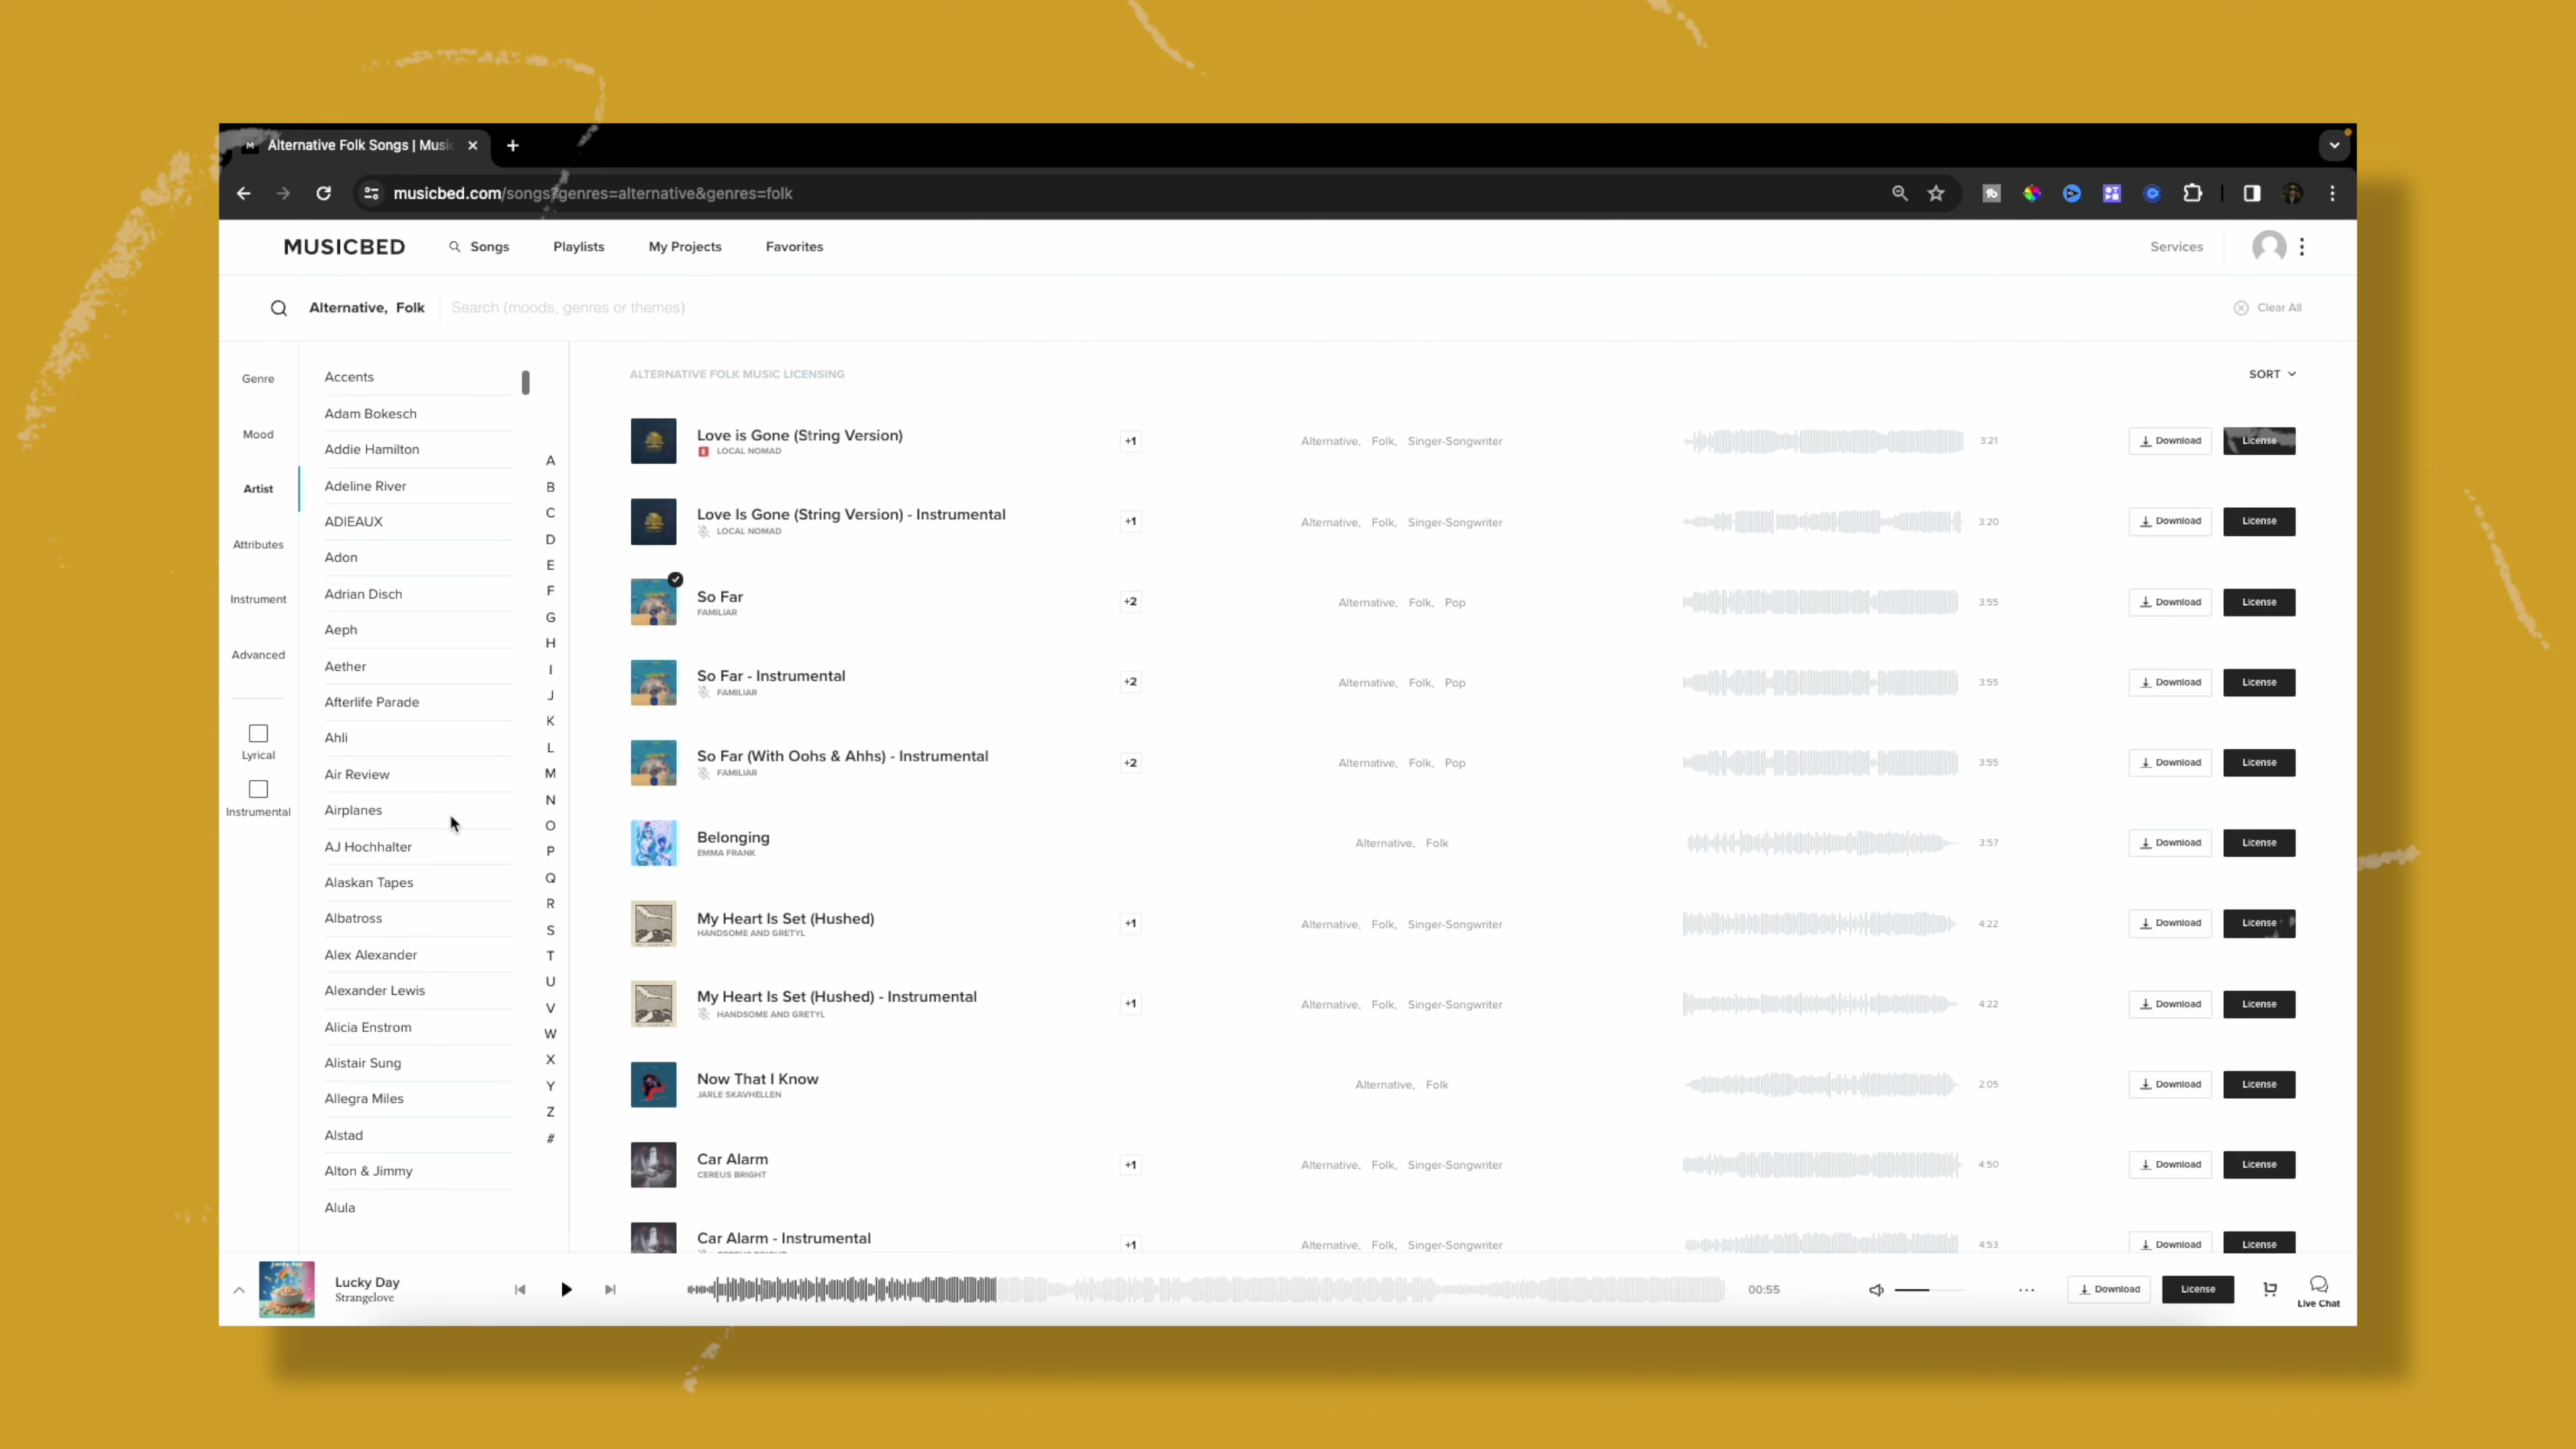 M Alternative Folk Songs | Musi
musicbed.com/songs?genres=alternative&genres=folk
MUSICBED Songs Playlists My Projects Favorites Services
Alternative, Folk Search (moods, genres or themes) Clear All
Genre
Mood
Artist
Attributes
Instrument
Advanced
Lyrical
Instrumental
Accents
Adam Bokesch
Addie Hamilton
Adeline River
ADIEAUX
Adon
Adrian Disch
Aeph
Aether
Afterlife Parade
Ahli
Air Review
Airplanes
AJ Hochhalter
Alaskan Tapes
Albatross
Alex Alexander
Alexander Lewis
Alicia Enstrom
Alistair Sung
Allegra Miles
Alstad
Alton & Jimmy
Alula
A
B
C
D
E
F
G
H
I
J
K
L
M
N
O
P
Q
R
S
T
U
V
W
X
Y
Z
#
ALTERNATIVE FOLK MUSIC LICENSING SORT
Love is Gone (String Version) +1 Alternative, Folk, Singer-Songwriter 3:21 Download License
E LOCAL NOMAD
Love Is Gone (String Version) - Instrumental +1 Alternative, Folk, Singer-Songwriter 3:20 Download License
LOCAL NOMAD
So Far +2 Alternative, Folk, Pop 3:55 Download License
FAMILIAR
So Far - Instrumental +2 Alternative, Folk, Pop 3:55 Download License
FAMILIAR
So Far (With Oohs & Ahhs) - Instrumental +2 Alternative, Folk, Pop 3:55 Download License
FAMILIAR
Belonging Alternative, Folk 3:57 Download License
EMMA FRANK
My Heart Is Set (Hushed) +1 Alternative, Folk, Singer-Songwriter 4:22 Download License
HANDSOME AND GRETYL
My Heart Is Set (Hushed) - Instrumental +1 Alternative, Folk, Singer-Songwriter 4:22 Download License
HANDSOME AND GRETYL
Now That I Know Alternative, Folk 2:05 Download License
JARLE SKAVHELLEN
Car Alarm +1 Alternative, Folk, Singer-Songwriter 4:50 Download License
CEREUS BRIGHT
Car Alarm - Instrumental +1 Alternative, Folk, Singer-Songwriter 4:53 Download License
Lucky Day 00:55 Download License
Strangelove Live Chat